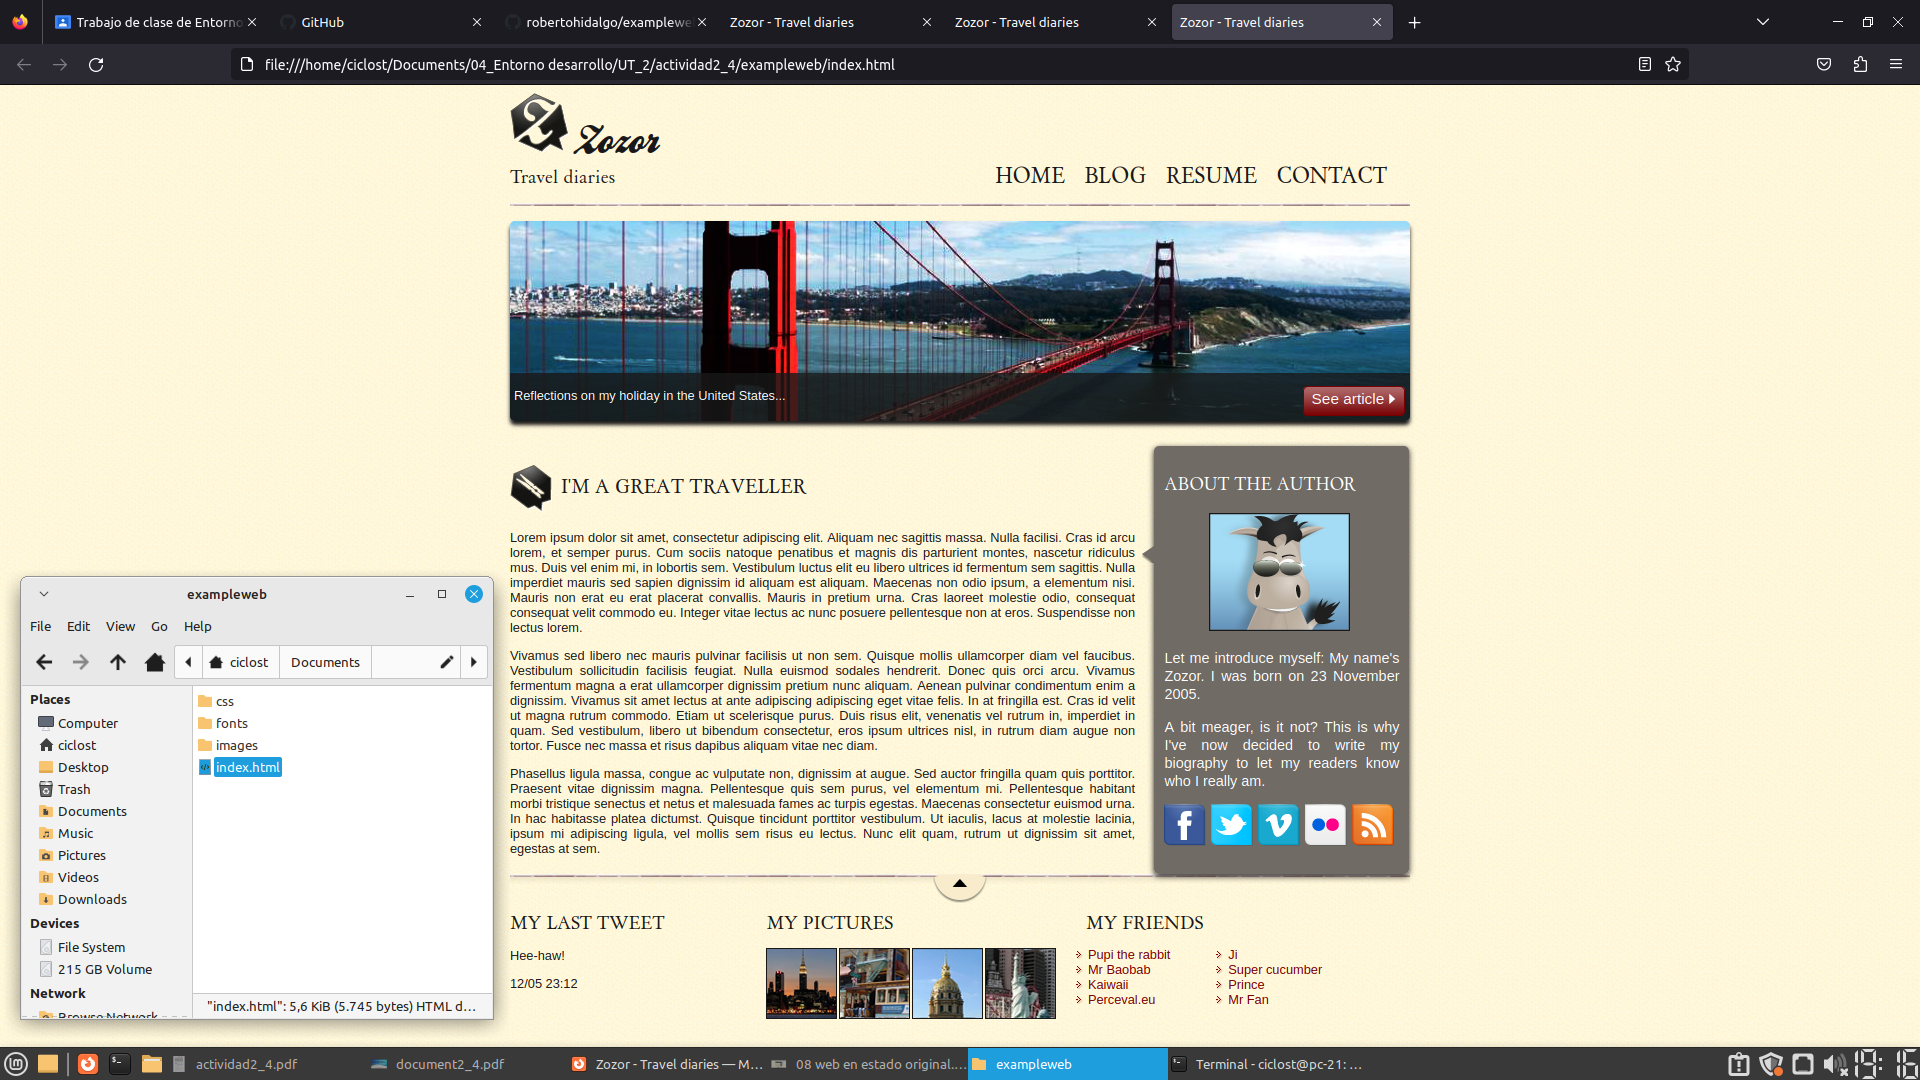 Trabajo de clase de Entorno
GitHub
robertohidalgo/examplewe
Zozor - Travel diaries
Zozor - Travel diaries
Zozor - Travel diaries
file:///home/ciclost/Documents/04_Entorno desarrollo/UT_2/actividad2_4/exampleweb/index.html
Zozor
Travel diaries
HOME BLOG RESUME CONTACT
Reflections on my holiday in the United States...
See article
I'M A GREAT TRAVELLER
Lorem ipsum dolor sit amet, consectetur adipiscing elit. Aliquam nec sagittis massa. Nulla facilisi. Cras id arcu
lorem, et semper purus. Cum sociis natoque penatibus et magnis dis parturient montes, nascetur ridiculus
mus. Duis vel enim mi, in lobortis sem. Vestibulum luctus elit eu libero ultrices id fermentum sem sagittis. Nulla
imperdiet mauris sed sapien dignissim id aliquam est aliquam. Maecenas non odio ipsum, a elementum nisi.
Mauris non erat eu erat placerat convallis. Mauris in pretium urna. Cras laoreet molestie odio, consequat
consequat velit commodo eu. Integer vitae lectus ac nunc posuere pellentesque non at eros. Suspendisse non
lectus lorem.
Vivamus sed libero nec mauris pulvinar facilisis ut non sem. Quisque mollis ullamcorper diam vel faucibus.
Vestibulum sollicitudin facilisis feugiat. Nulla euismod sodales hendrerit. Donec quis orci arcu. Vivamus
fermentum magna a erat ullamcorper dignissim pretium nunc aliquam. Aenean pulvinar condimentum enim a
dignissim. Vivamus sit amet lectus at ante adipiscing adipiscing eget vitae felis. In at fringilla est. Cras id velit
ut magna rutrum commodo. Etiam ut scelerisque purus. Duis risus elit, venenatis vel rutrum in, imperdiet in
quam. Sed vestibulum, libero ut bibendum consectetur, eros ipsum ultrices nisl, in rutrum diam augue non
tortor. Fusce nec massa et risus dapibus aliquam vitae nec diam.
Phasellus ligula massa, congue ac vulputate non, dignissim at augue. Sed auctor fringilla quam quis porttitor.
Praesent vitae dignissim magna. Pellentesque quis sem purus, vel elementum mi. Pellentesque habitant
morbi tristique senectus et netus et malesuada fames ac turpis egestas. Maecenas consectetur euismod urna.
In hac habitasse platea dictumst. Quisque tincidunt porttitor vestibulum. Ut iaculis, lacus at molestie lacinia,
ipsum mi adipiscing ligula, vel mollis sem risus eu lectus. Nunc elit quam, rutrum ut dignissim sit amet,
egestas at sem.
ABOUT THE AUTHOR
Let me introduce myself: My name's
Zozor. I was born on 23 November
2005.
A bit meager, is it not? This is why
I've now decided to write my
biography to let my readers know
who I really am.
MY LAST TWEET
Hee-haw!
12/05 23:12
MY PICTURES
MY FRIENDS
Pupi the rabbit
Mr Baobab
Kaiwaii
Perceval.eu
Ji
Super cucumber
Prince
Mr Fan
exampleweb
File Edit View Go Help
ciclost Documents
Places
Computer
ciclost
Desktop
Trash
Documents
Music
Pictures
Videos
Downloads
Devices
File System
215 GB Volume
Network
Browse Network
css
fonts
images
index.html
"index.html": 5,6 KiB (5.745 bytes) HTML d...
actividad2_4.pdf
document2_4.pdf
Zozor - Travel diaries — M...
08 web en estado original....
exampleweb
Terminal - ciclost@pc-21: ...
19:16